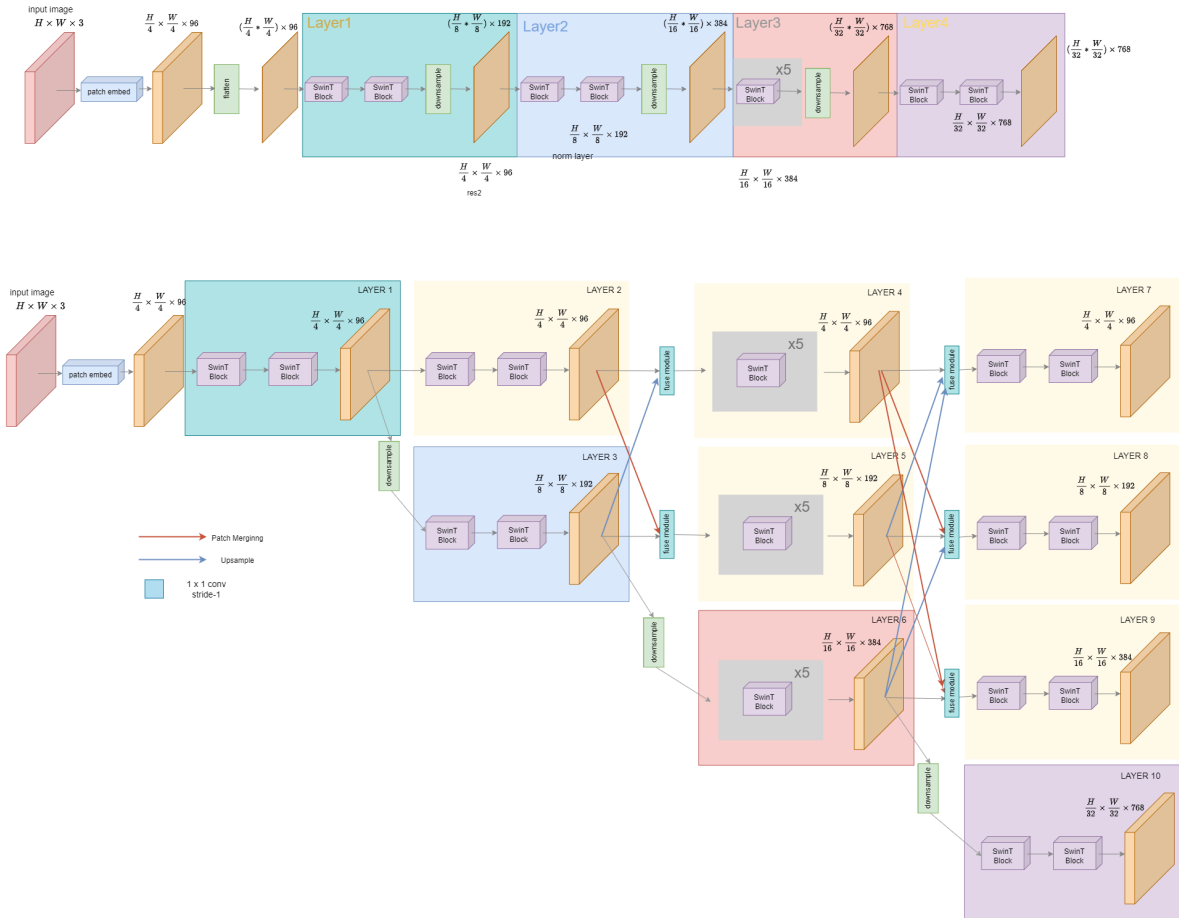 input image
H × W × 3
H/4 × W/4 × 96
(H/4 * W/4) × 96
Layer1
(H/8 * W/8) × 192
Layer2
(H/16 * W/16) × 384
Layer3
(H/32 * W/32) × 768
Layer4
(H/32 * W/32) × 768
patch embed
flatten
SwinT
Block
SwinT
Block
downsample
SwinT
Block
SwinT
Block
downsample
x5
SwinT
Block
downsample
SwinT
Block
SwinT
Block
H/8 × W/8 × 192
H/32 × W/32 × 768
norm layer
H/4 × W/4 × 96
res2
H/16 × W/16 × 384
input image
H × W × 3
H/4 × W/4 × 96
patch embed
LAYER 1
H/4 × W/4 × 96
SwinT
Block
SwinT
Block
LAYER 2
H/4 × W/4 × 96
SwinT
Block
SwinT
Block
fuse module
LAYER 4
H/4 × W/4 × 96
x5
SwinT
Block
fuse module
LAYER 7
H/4 × W/4 × 96
SwinT
Block
SwinT
Block
downsample
LAYER 3
H/8 × W/8 × 192
SwinT
Block
SwinT
Block
fuse module
LAYER 5
H/8 × W/8 × 192
x5
SwinT
Block
fuse module
LAYER 8
H/8 × W/8 × 192
SwinT
Block
SwinT
Block
Patch Merginng
Upsample
1 x 1 conv
stride-1
downsample
LAYER 6
H/16 × W/16 × 384
x5
SwinT
Block
fuse module
LAYER 9
H/16 × W/16 × 384
SwinT
Block
SwinT
Block
downsample
LAYER 10
H/32 × W/32 × 768
SwinT
Block
SwinT
Block